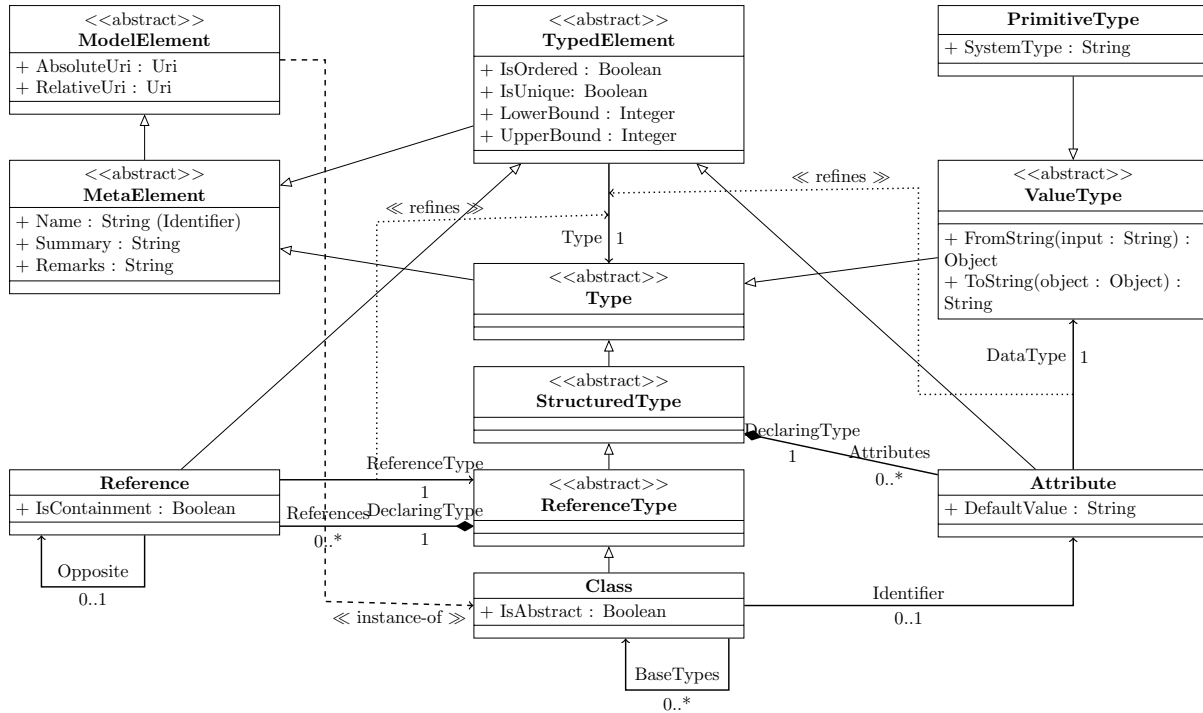 <<abstract>>
ModelElement
+ AbsoluteUri : Uri
+ RelativeUri : Uri
<<abstract>>
TypedElement
+ IsOrdered : Boolean
+ IsUnique: Boolean
+ LowerBound : Integer
+ UpperBound : Integer
PrimitiveType
+ SystemType : String
<<abstract>>
MetaElement
+ Name : String (Identifier)
+ Summary : String
+ Remarks : String
<<abstract>>
ValueType
+ FromString(input : String) :
Object
+ ToString(object : Object) :
String
≪ refines ≫
≪ refines ≫
Type
1
<<abstract>>
Type
DataType
1
<<abstract>>
StructuredType
DeclaringType
1
Attributes
0..*
Reference
+ IsContainment : Boolean
ReferenceType
1
References
0..*
DeclaringType
1
<<abstract>>
ReferenceType
Attribute
+ DefaultValue : String
Opposite
0..1
Class
+ IsAbstract : Boolean
≪ instance-of ≫
Identifier
0..1
BaseTypes
0..*